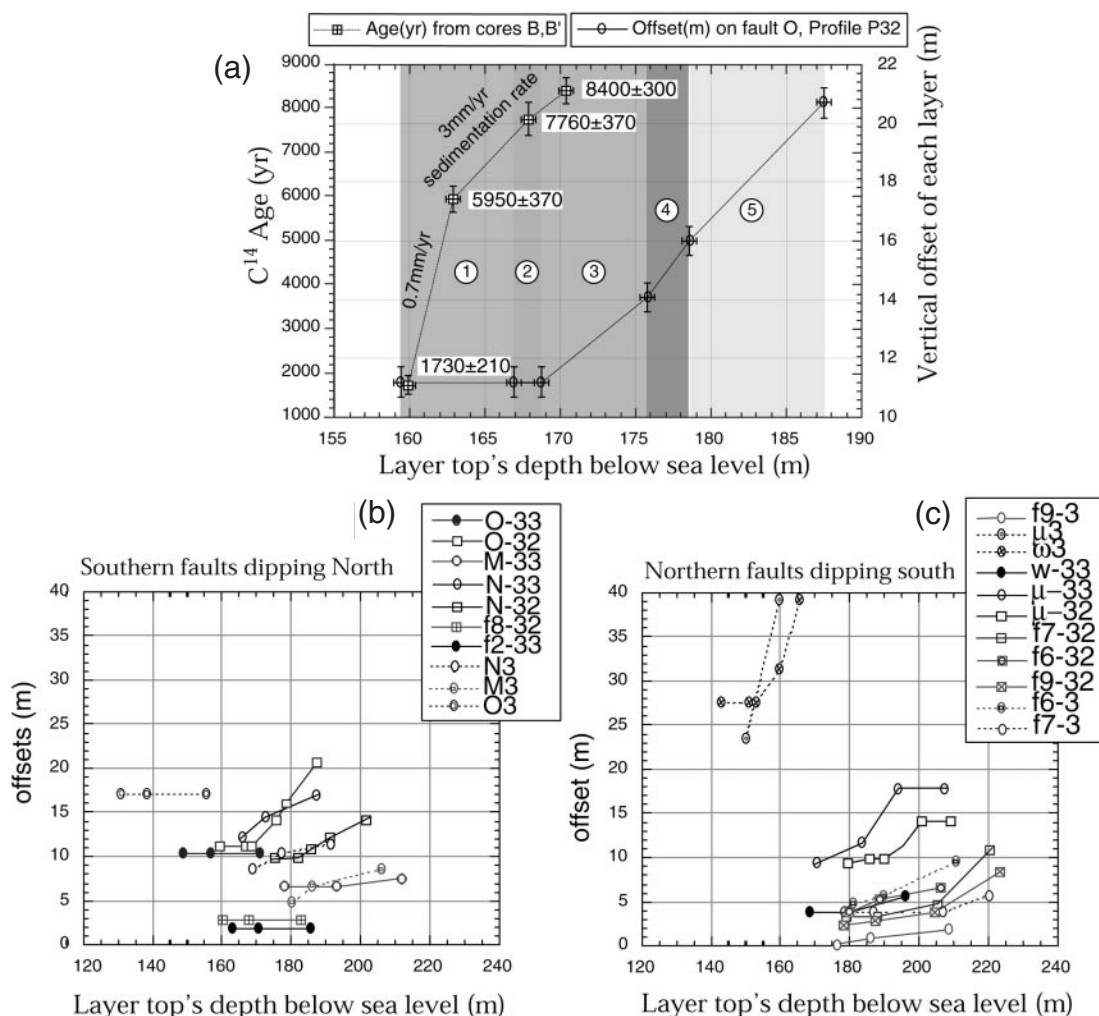 Age(yr) from cores B,B' Offset(m) on fault O, Profile P32
(a)
9000
8000
7000
6000
5000
4000
3000
2000
1000
C¹⁴ Age (yr)
22
20
18
16
14
12
10
Vertical offset of each layer (m)
3mm/yr
sedimentation rate
0.7mm/yr
8400±300
7760±370
5950±370
1730±210
1 2 3 4 5
155 160 165 170 175 180 185 190
Layer top's depth below sea level (m)
(b)
O-33
O-32
M-33
N-33
N-32
f8-32
f2-33
N3
M3
O3
Southern faults dipping North
40
35
30
25
20
15
10
5
0
offsets (m)
120 140 160 180 200 220
Layer top's depth below sea level (m)
(c)
f9-3
μ3
ω3
w-33
μ-33
μ-32
f7-32
f6-32
f9-32
f6-3
f7-3
Northern faults dipping south
40
35
30
25
20
15
10
5
0
offset (m)
120 140 160 180 200 220 240
Layer top's depth below sea level (m)